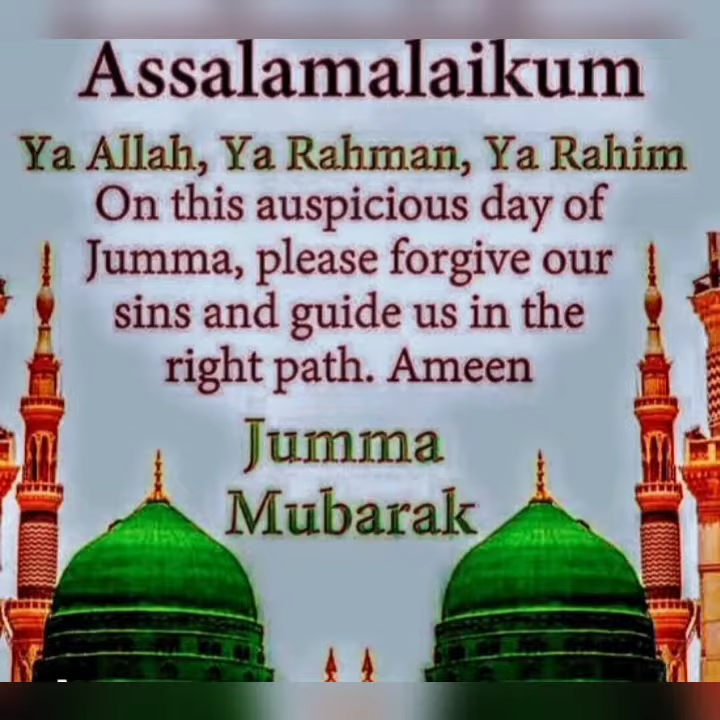 Assalamalaikum
Ya Allah, Ya Rahman, Ya Rahim
On this auspicious day of
Jumma, please forgive our
sins and guide us in the
right path. Ameen
Jumma
Mubarak